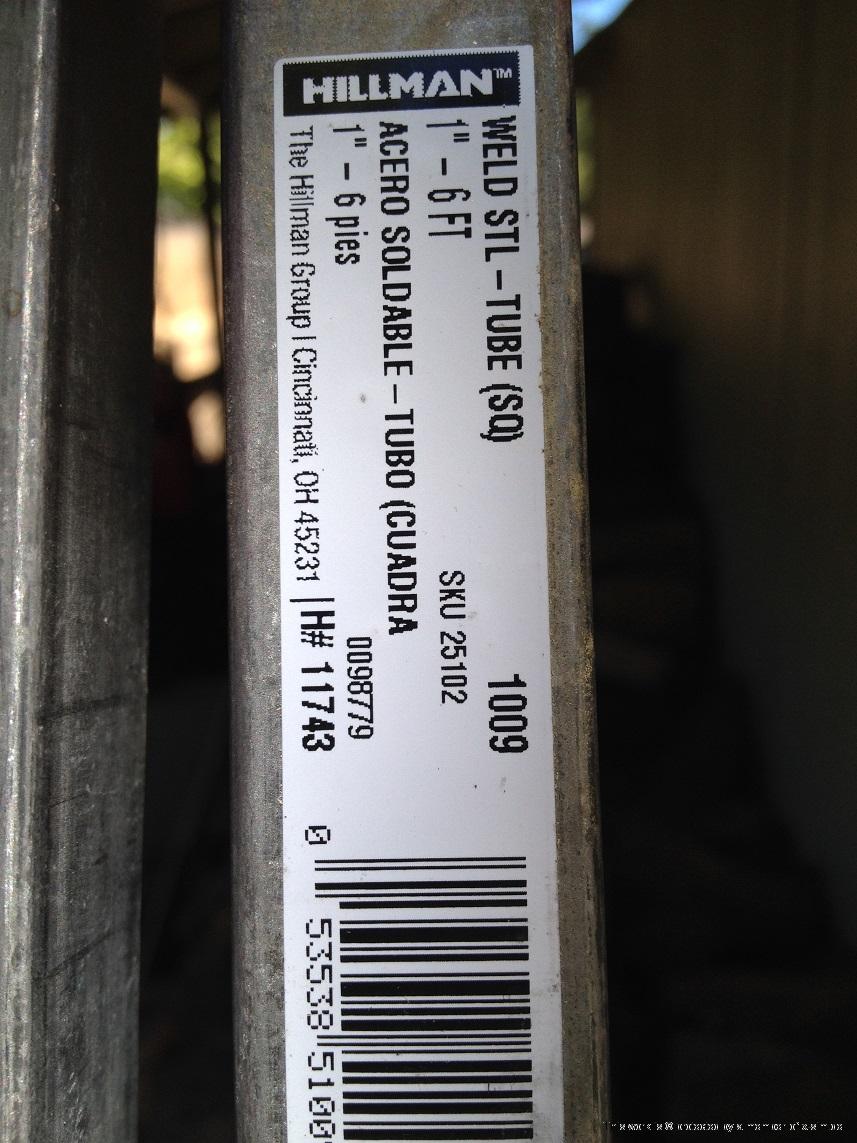 HILLMAN™
WELD STL-TUBE (SQ) 1009
1" - 6 FT SKU 25102
ACERO SOLDABLE-TUBO (CUADRA
1" - 6 pies 0098779
The Hillman Group | Cincinnati, OH 45231 | H# 11743
0 53538 5100